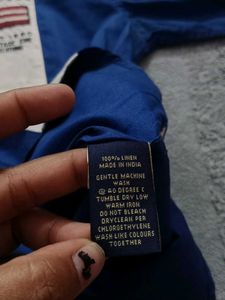 100% LINEN
MADE IN INDIA
GENTLE MACHINE
WASH
@ 40 DEGREE C
TUMBLE DRY LOW
WARM IRON
DO NOT BLEACH
DRYCLEAN PER
CHLORGETHYLENE
WASH LIKE COLOURS
TOGETHER